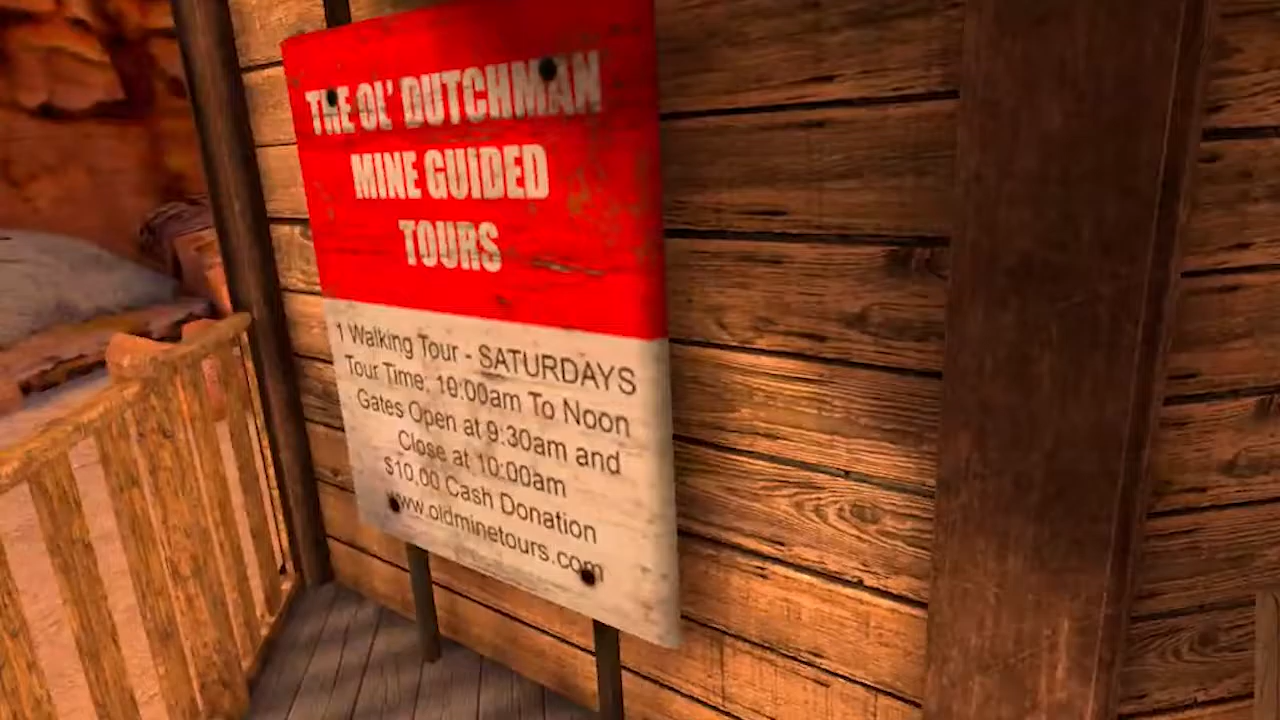 THE OL' DUTCHMAN
MINE GUIDED
TOURS
1 Walking Tour - SATURDAYS
Tour Time: 10:00am To Noon
Gates Open at 9:30am and
Close at 10:00am
$10.00 Cash Donation
www.oldminetours.com